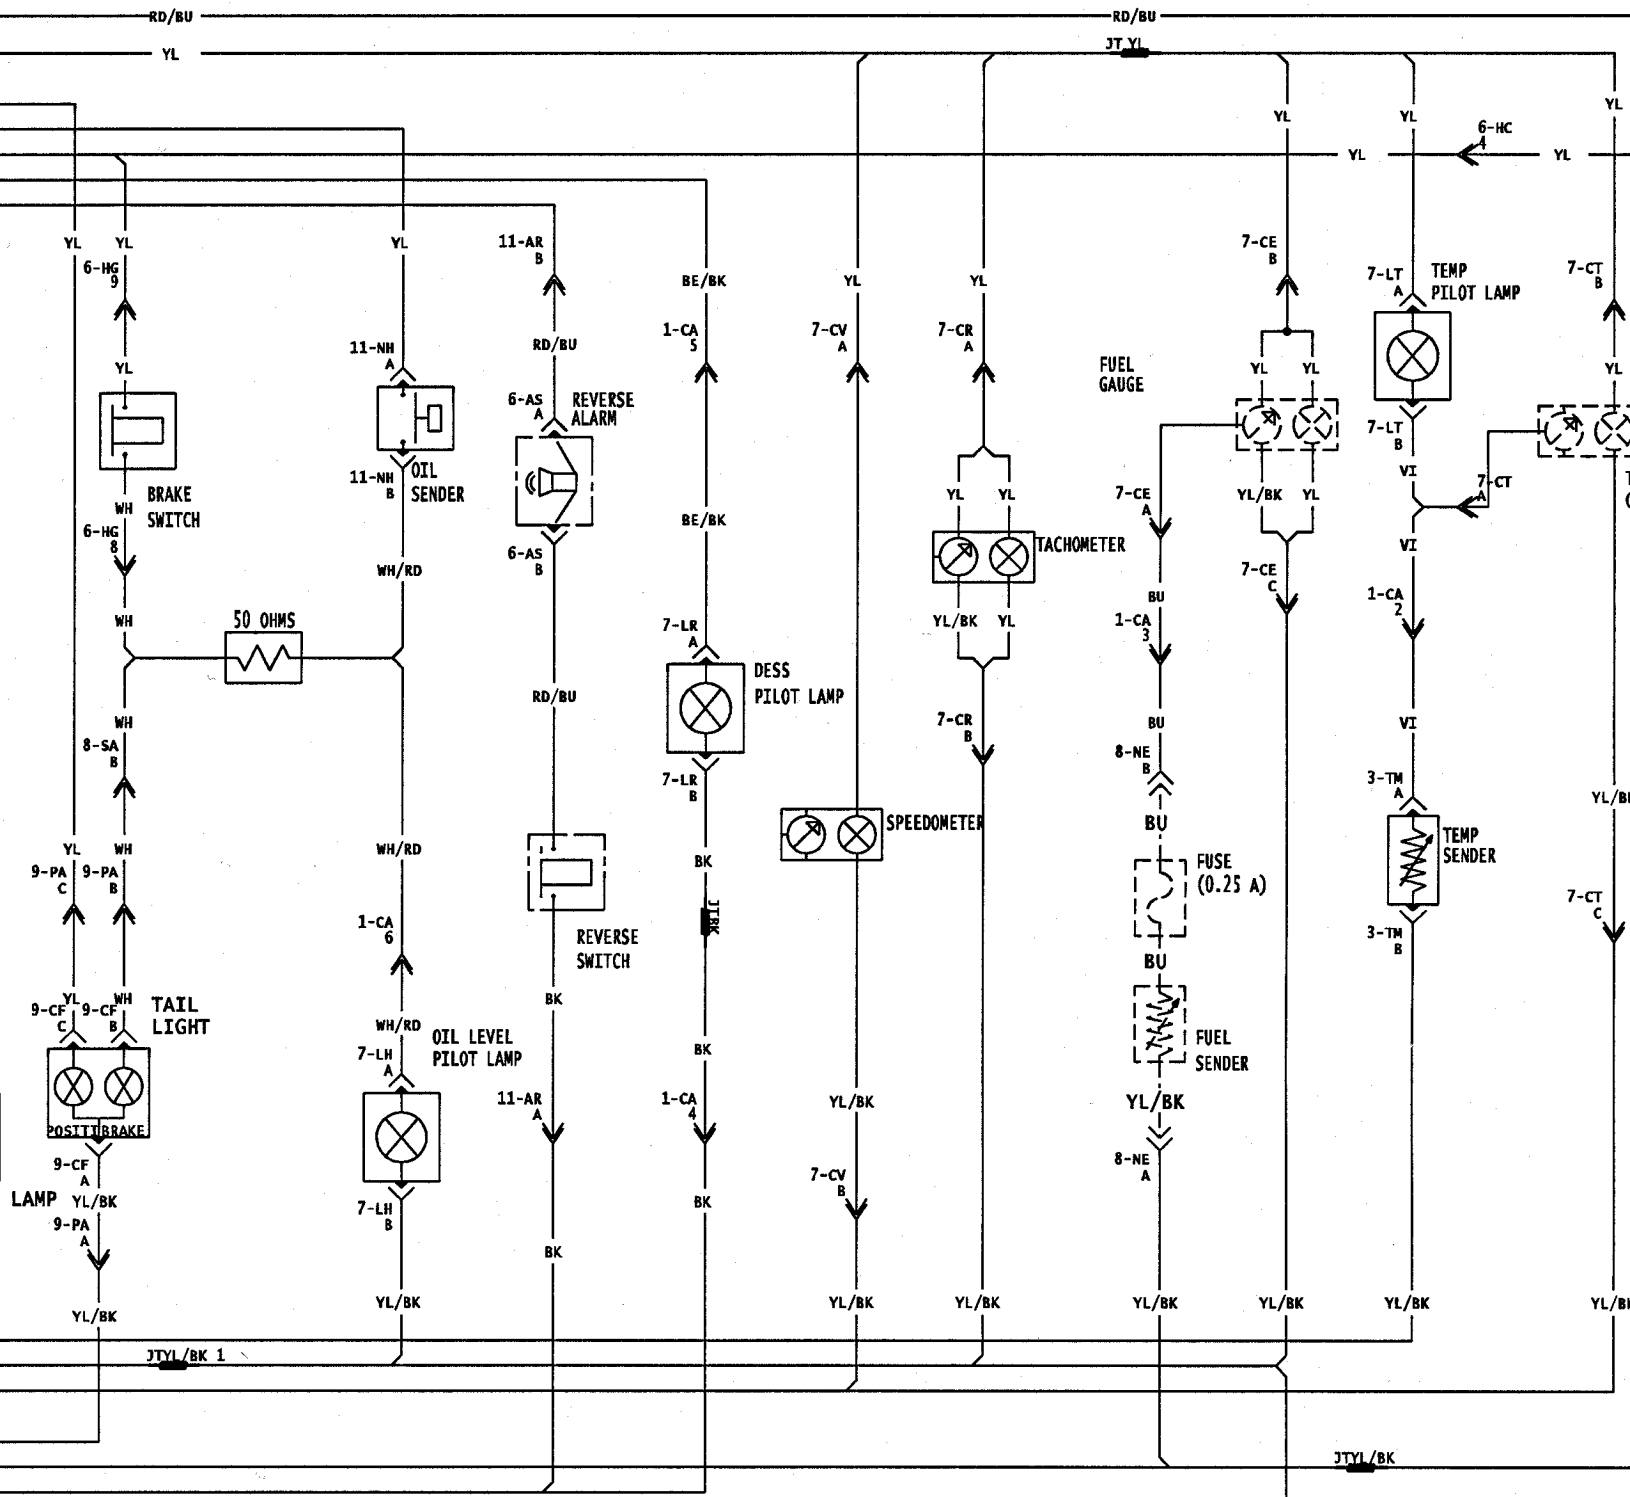 RD/BU
RD/BU
YL
JT YL
YL
YL
YL
YL
6-HC
4
YL
YL
YL
YL
YL
11-AR
B
7-CE
B
6-HG
9
BE/BK
YL
YL
7-LT
A
TEMP
PILOT LAMP
7-CT
B
1-CA
5
7-CV
A
7-CR
A
11-NH
A
RD/BU
YL
FUEL
GAUGE
YL
YL
YL
6-AS
A
REVERSE
ALARM
7-LT
B
11-NH
B
OIL
SENDER
BRAKE
SWITCH
WH
VI
7-CT
A
7-CE
A
YL/BK
YL
YL
YL
6-HG
8
BE/BK
6-AS
B
TACHOMETER
VI
WH/RD
7-CE
C
BU
1-CA
3
1-CA
2
WH
50 OHMS
YL/BK
YL
7-LR
A
DESS
PILOT LAMP
RD/BU
WH
7-CR
B
BU
VI
8-SA
B
8-NE
B
7-LR
B
3-TM
A
YL/B
BU
SPEEDOMETER
TEMP
SENDER
YL
WH
WH/RD
BK
FUSE
(0.25 A)
9-PA
C
9-PA
B
7-CT
C
JTBK
1-CA
6
REVERSE
SWITCH
3-TM
B
BU
YL
WH
9-CF
C
9-CF
B
TAIL
LIGHT
BK
WH/RD
OIL LEVEL
PILOT LAMP
7-LH
A
BK
FUEL
SENDER
11-AR
A
1-CA
4
YL/BK
YL/BK
POSITI BRAKE
9-CF
A
8-NE
A
7-CV
B
LAMP
YL/BK
7-LH
B
BK
9-PA
A
BK
YL/BK
YL/BK
YL/BK
YL/BK
YL/BK
YL/BK
YL/BK
YL/B
JTYL/BK 1
JTYL/BK